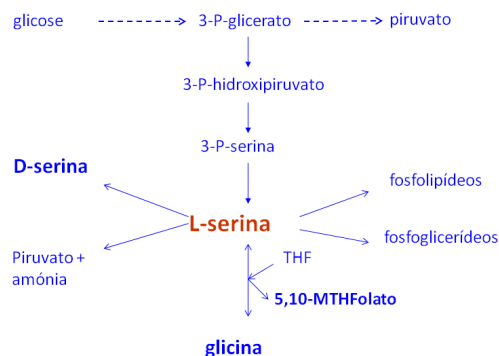 glicose
3-P-glicerato
piruvato
3-P-hidroxipiruvato
3-P-serina
D-serina
fosfolipídeos
L-serina
fosfoglicerídeos
Piruvato +
amónia
THF
5,10-MTHFolato
glicina